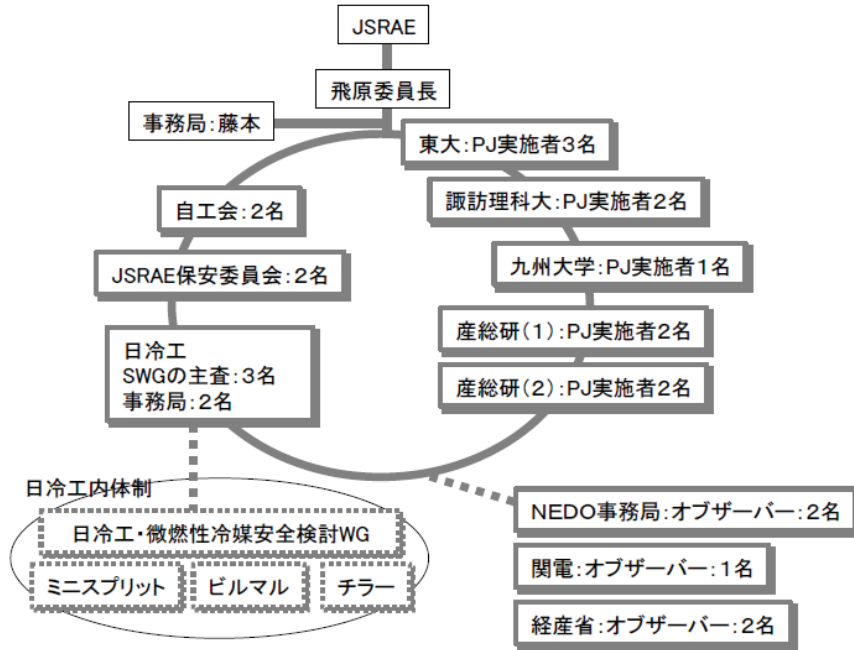 JSRAE
飛原委員長
事務局:藤本
東大:PJ実施者3名
自工会:2名
諏訪理科大:PJ実施者2名
JSRAE保安委員会:2名
九州大学:PJ実施者1名
日冷工
SWGの主査:3名
事務局:2名
産総研(1):PJ実施者2名
産総研(2):PJ実施者2名
日冷工内体制
日冷工・微燃性冷媒安全検討WG
ミニスプリット
ビルマル
チラー
NEDO事務局:オブザーバー:2名
関電:オブザーバー:1名
経産省:オブザーバー:2名